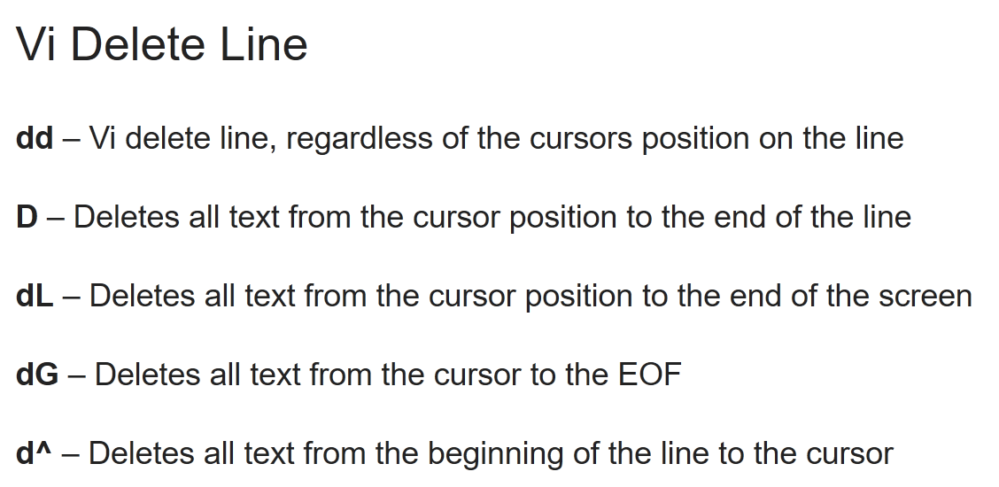 Vi Delete Line
dd – Vi delete line, regardless of the cursors position on the line
D – Deletes all text from the cursor position to the end of the line
dL – Deletes all text from the cursor position to the end of the screen
dG – Deletes all text from the cursor to the EOF
d^ – Deletes all text from the beginning of the line to the cursor